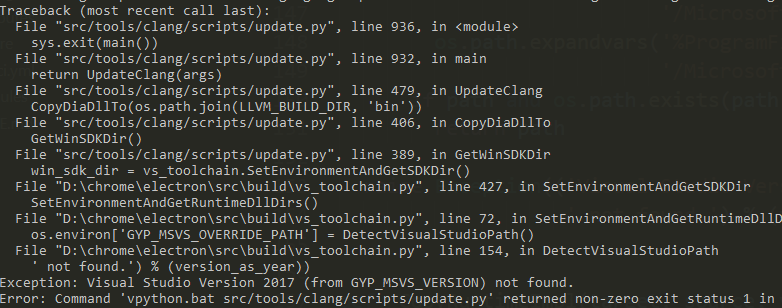 Traceback (most recent call last):
File "src/tools/clang/scripts/update.py", line 936, in <module>
sys.exit(main())
File "src/tools/clang/scripts/update.py", line 932, in main
return UpdateClang(args)
File "src/tools/clang/scripts/update.py", line 479, in UpdateClang
CopyDiaDllTo(os.path.join(LLVM_BUILD_DIR, 'bin'))
File "src/tools/clang/scripts/update.py", line 406, in CopyDiaDllTo
GetWinSDKDir()
File "src/tools/clang/scripts/update.py", line 389, in GetWinSDKDir
win_sdk_dir = vs_toolchain.SetEnvironmentAndGetSDKDir()
File "D:\chrome\electron\src\build\vs_toolchain.py", line 427, in SetEnvironmentAndGetSDKDir
SetEnvironmentAndGetRuntimeDllDirs()
File "D:\chrome\electron\src\build\vs_toolchain.py", line 72, in SetEnvironmentAndGetRuntimeDllD
os.environ['GYP_MSVS_OVERRIDE_PATH'] = DetectVisualStudioPath()
File "D:\chrome\electron\src\build\vs_toolchain.py", line 154, in DetectVisualStudioPath
' not found.') % (version_as_year))
Exception: Visual Studio Version 2017 (from GYP_MSVS_VERSION) not found.
Error: Command 'vpython.bat src/tools/clang/scripts/update.py' returned non-zero exit status 1 in